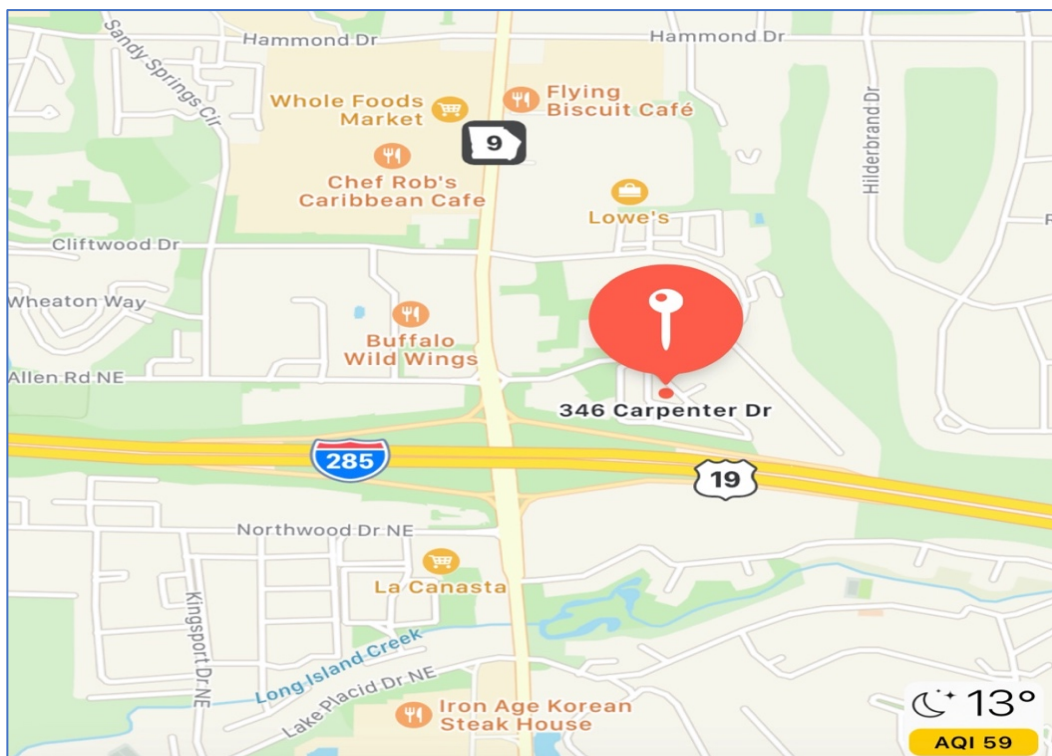 Hammond Dr
Hammond Dr
Sandy Springs Cir
Whole Foods
Market
Flying
Biscuit Café
9
Hilderbrand Dr
Chef Rob's
Caribbean Cafe
Lowe's
Cliftwood Dr
Wheaton Way
Buffalo
Wild Wings
Allen Rd NE
346 Carpenter Dr
285
19
Northwood Dr NE
La Canasta
Kingsport Dr NE
Long Island Creek
Lake Placid Dr NE
Iron Age Korean
Steak House
13°
AQI 59